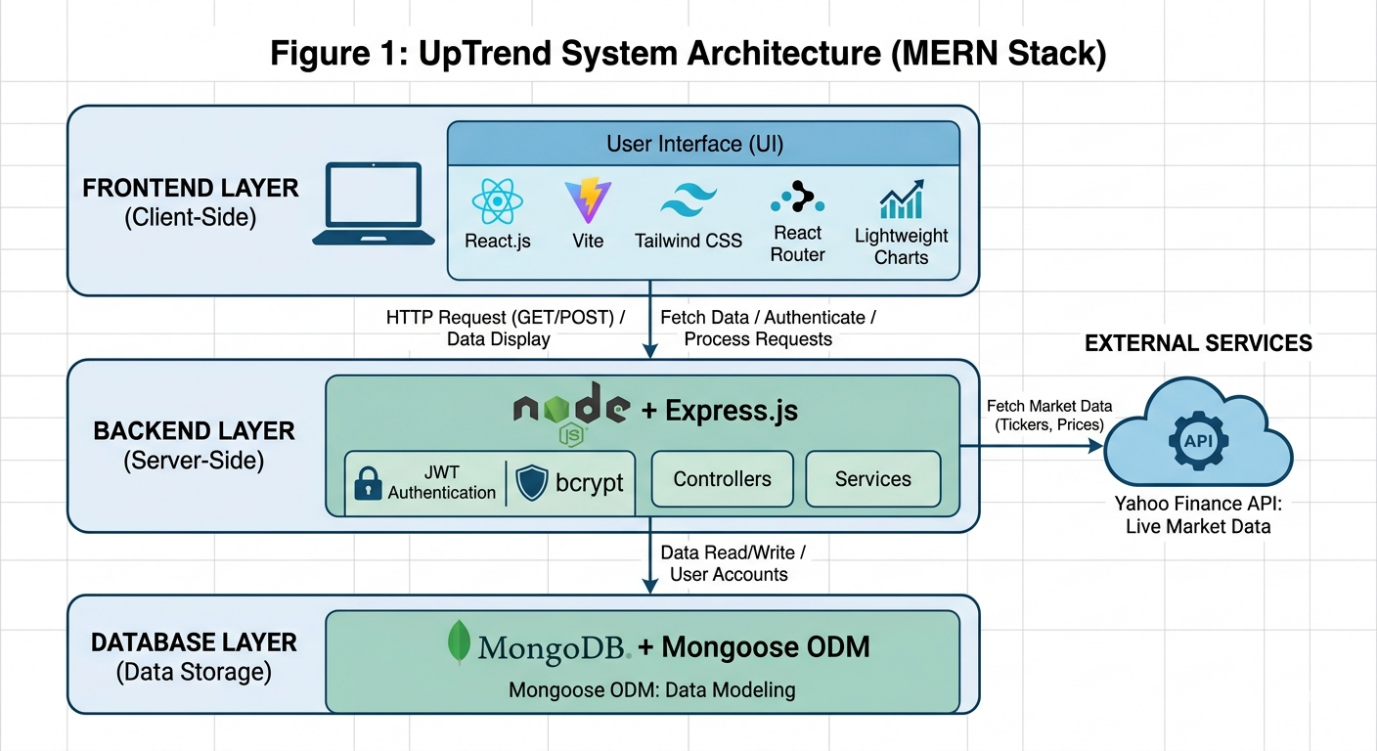 Figure 1: UpTrend System Architecture (MERN Stack)
FRONTEND LAYER
(Client-Side)
User Interface (UI)
React.js
Vite
Tailwind CSS
React
Router
Lightweight
Charts
HTTP Request (GET/POST) /
Data Display
Fetch Data / Authenticate /
Process Requests
BACKEND LAYER
(Server-Side)
node + Express.js
JS
JWT
Authentication
bcrypt
Controllers
Services
Fetch Market Data
(Tickers, Prices)
EXTERNAL SERVICES
API
Yahoo Finance API:
Live Market Data
Data Read/Write /
User Accounts
DATABASE LAYER
(Data Storage)
MongoDB. + Mongoose ODM
Mongoose ODM: Data Modeling